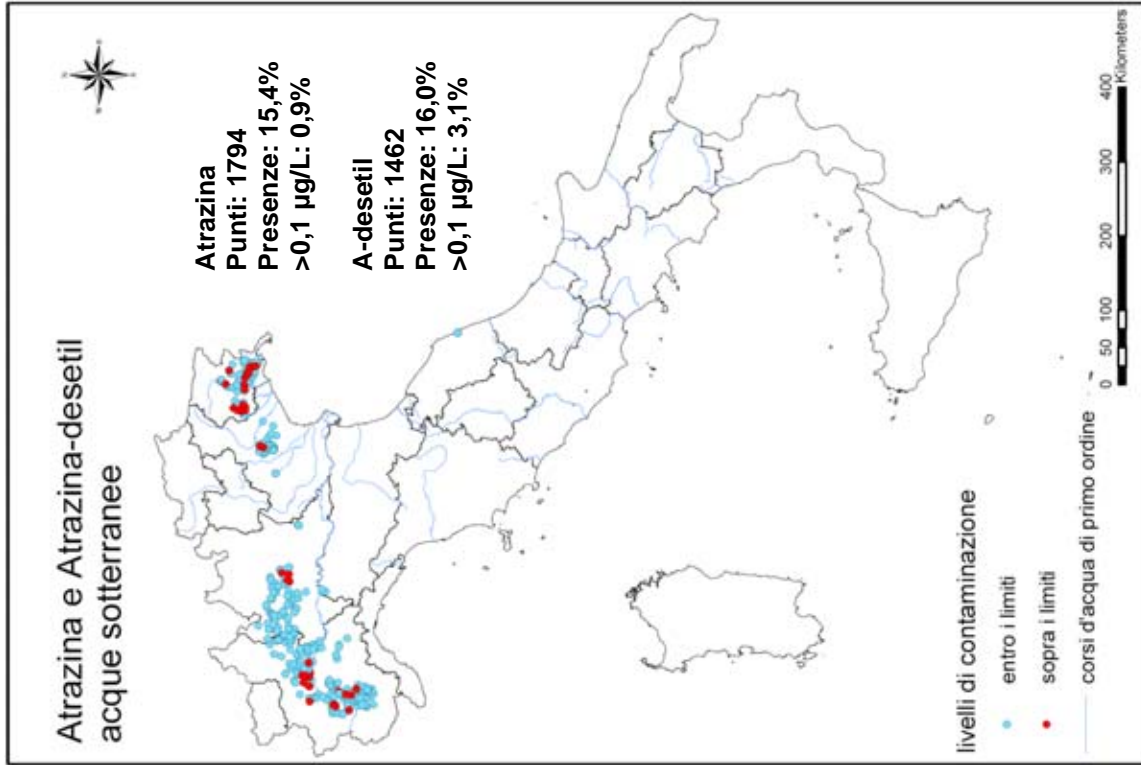 Atrazina e Atrazina-desetil
acque sotterranee
Atrazina
Punti: 1794
Presenze: 15,4%
>0,1 µg/L: 0,9%
A-desetil
Punti: 1462
Presenze: 16,0%
>0,1 µg/L: 3,1%
livelli di contaminazione
entro i limiti
sopra i limiti
corsi d'acqua di primo ordine
0 50 100 200 300 400
Kilometers